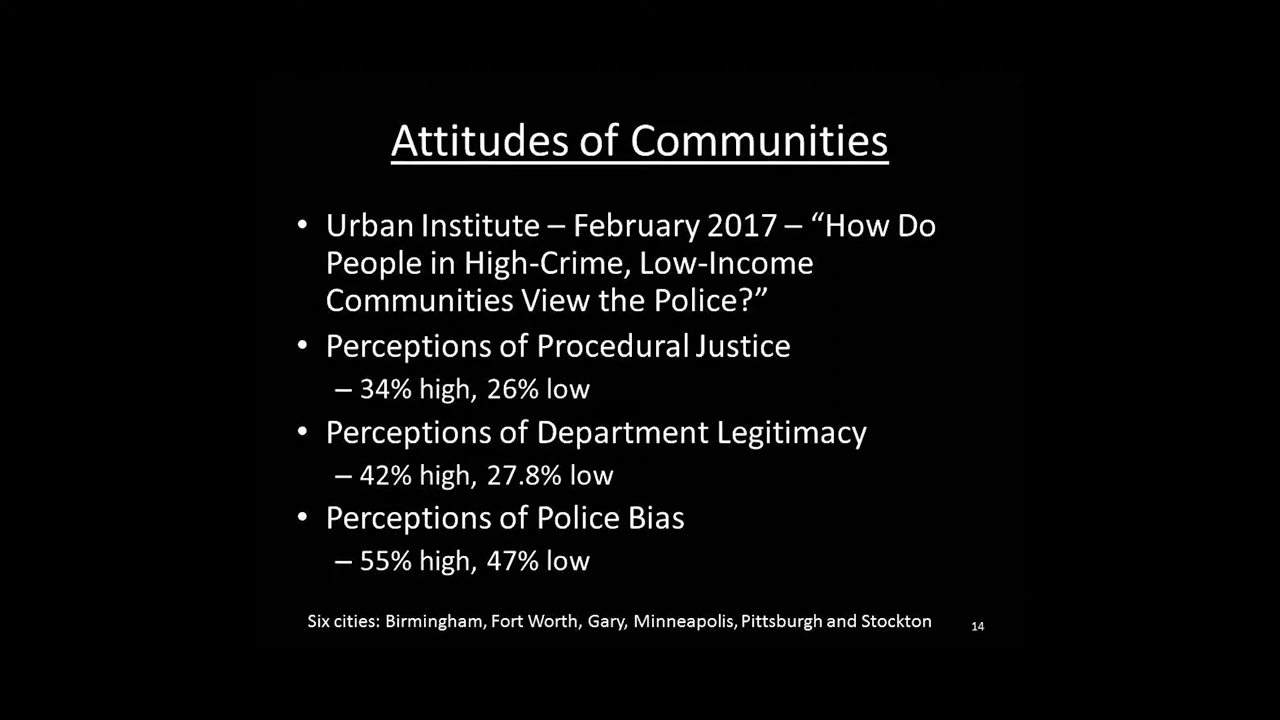 Attitudes of Communities
• Urban Institute – February 2017 – “How Do
People in High-Crime, Low-Income
Communities View the Police?”
• Perceptions of Procedural Justice
– 34% high, 26% low
• Perceptions of Department Legitimacy
– 42% high, 27.8% low
• Perceptions of Police Bias
– 55% high, 47% low
Six cities: Birmingham, Fort Worth, Gary, Minneapolis, Pittsburgh and Stockton
14